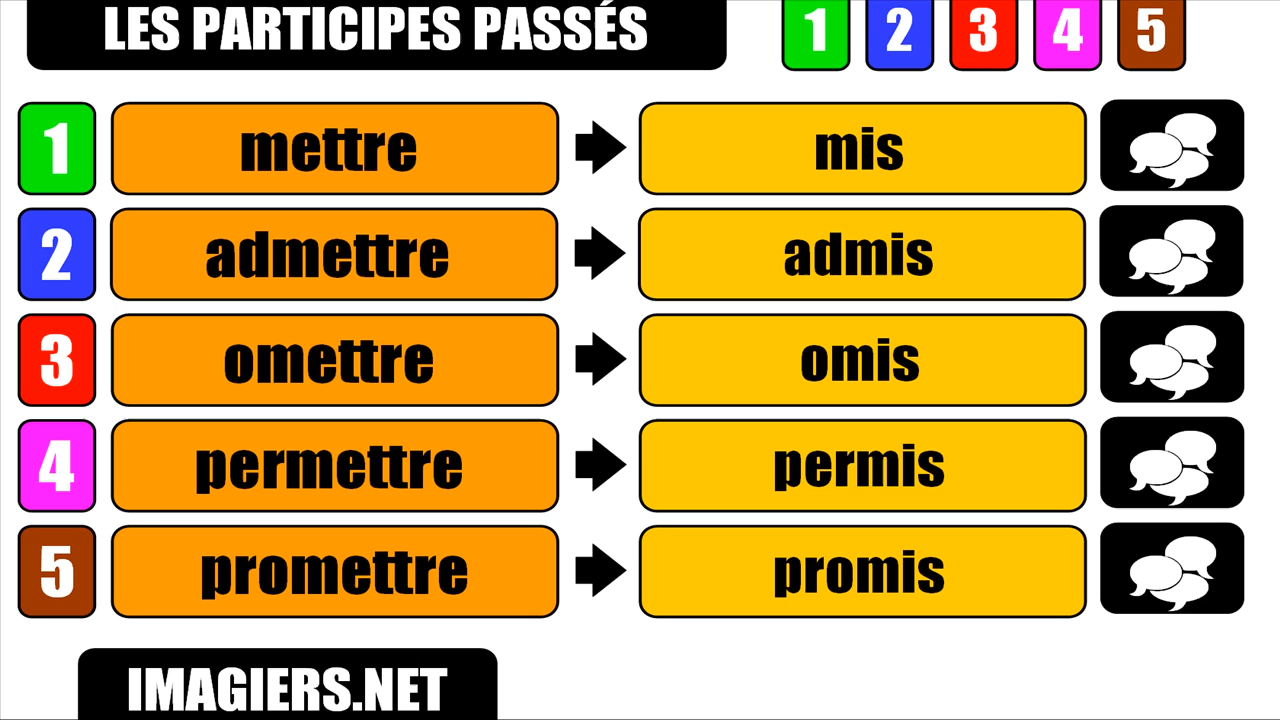 LES PARTICIPES PASSÉS 1 2 3 4 5
1 mettre mis
2 admettre admis
3 omettre omis
4 permettre permis
5 promettre promis
IMAGIERS.NET